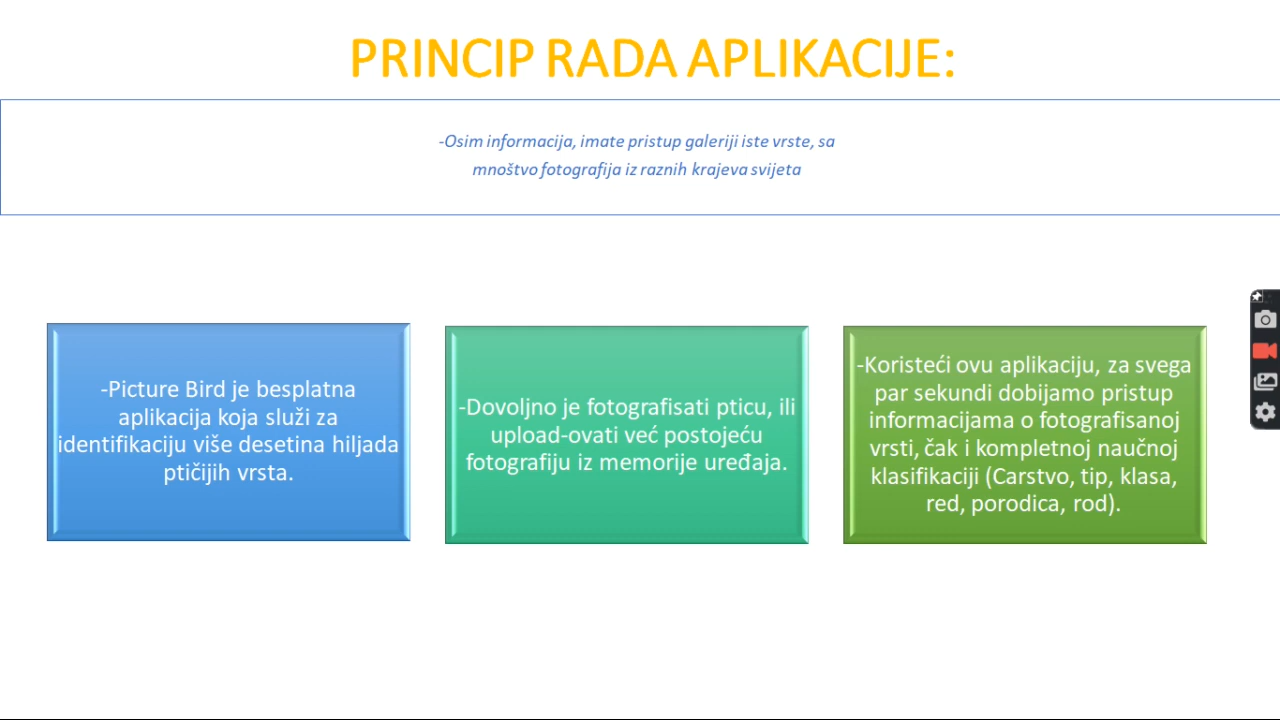 PRINCIP RADA APLIKACIJE:
-Osim informacija, imate pristup galeriji iste vrste, sa
mnoštvo fotografija iz raznih krajeva svijeta
-Picture Bird je besplatna
aplikacija koja služi za
identifikaciju više desetina hiljada
ptičijih vrsta.
-Dovoljno je fotografisati pticu, ili
upload-ovati već postojeću
fotografiju iz memorije uređaja.
-Koristeći ovu aplikaciju, za svega
par sekundi dobijamo pristup
informacijama o fotografisanoj
vrsti, čak i kompletnoj naučnoj
klasifikaciji (Carstvo, tip, klasa,
red, porodica, rod).